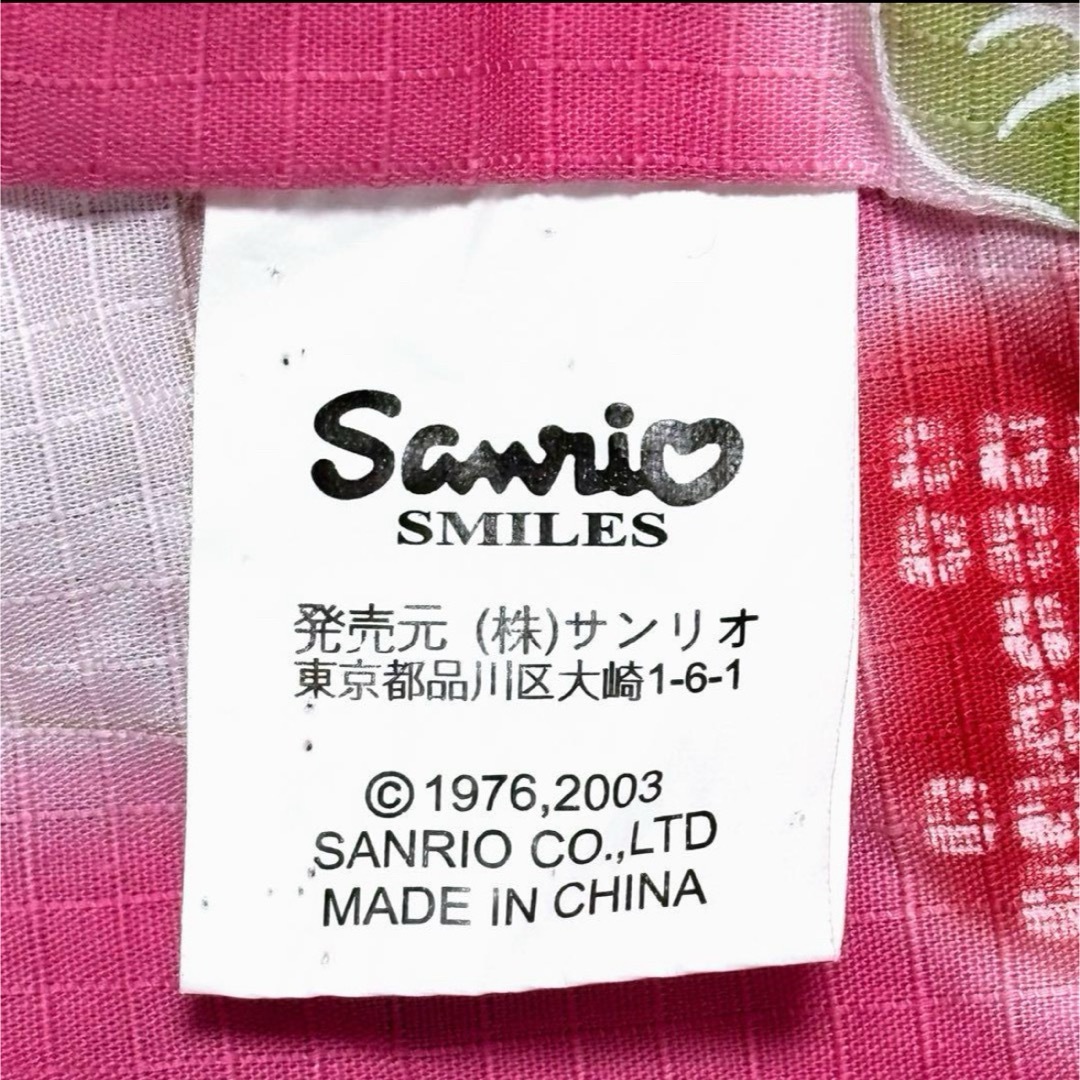 Sanrio
SMILES
発売元 (株)サンリオ
東京都品川区大崎1-6-1
©1976,2003
SANRIO CO.,LTD
MADE IN CHINA